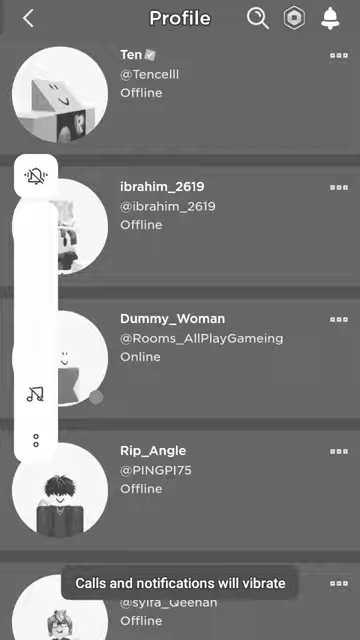 Profile
Ten
@Tencelll
Offline
ibrahim_2619
@ibrahim_2619
Offline
Dummy_Woman
@Rooms_AllPlayGameing
Online
Rip_Angle
@PINGPI75
Offline
Calls and notifications will vibrate
@syifa_Qeenan
Offline